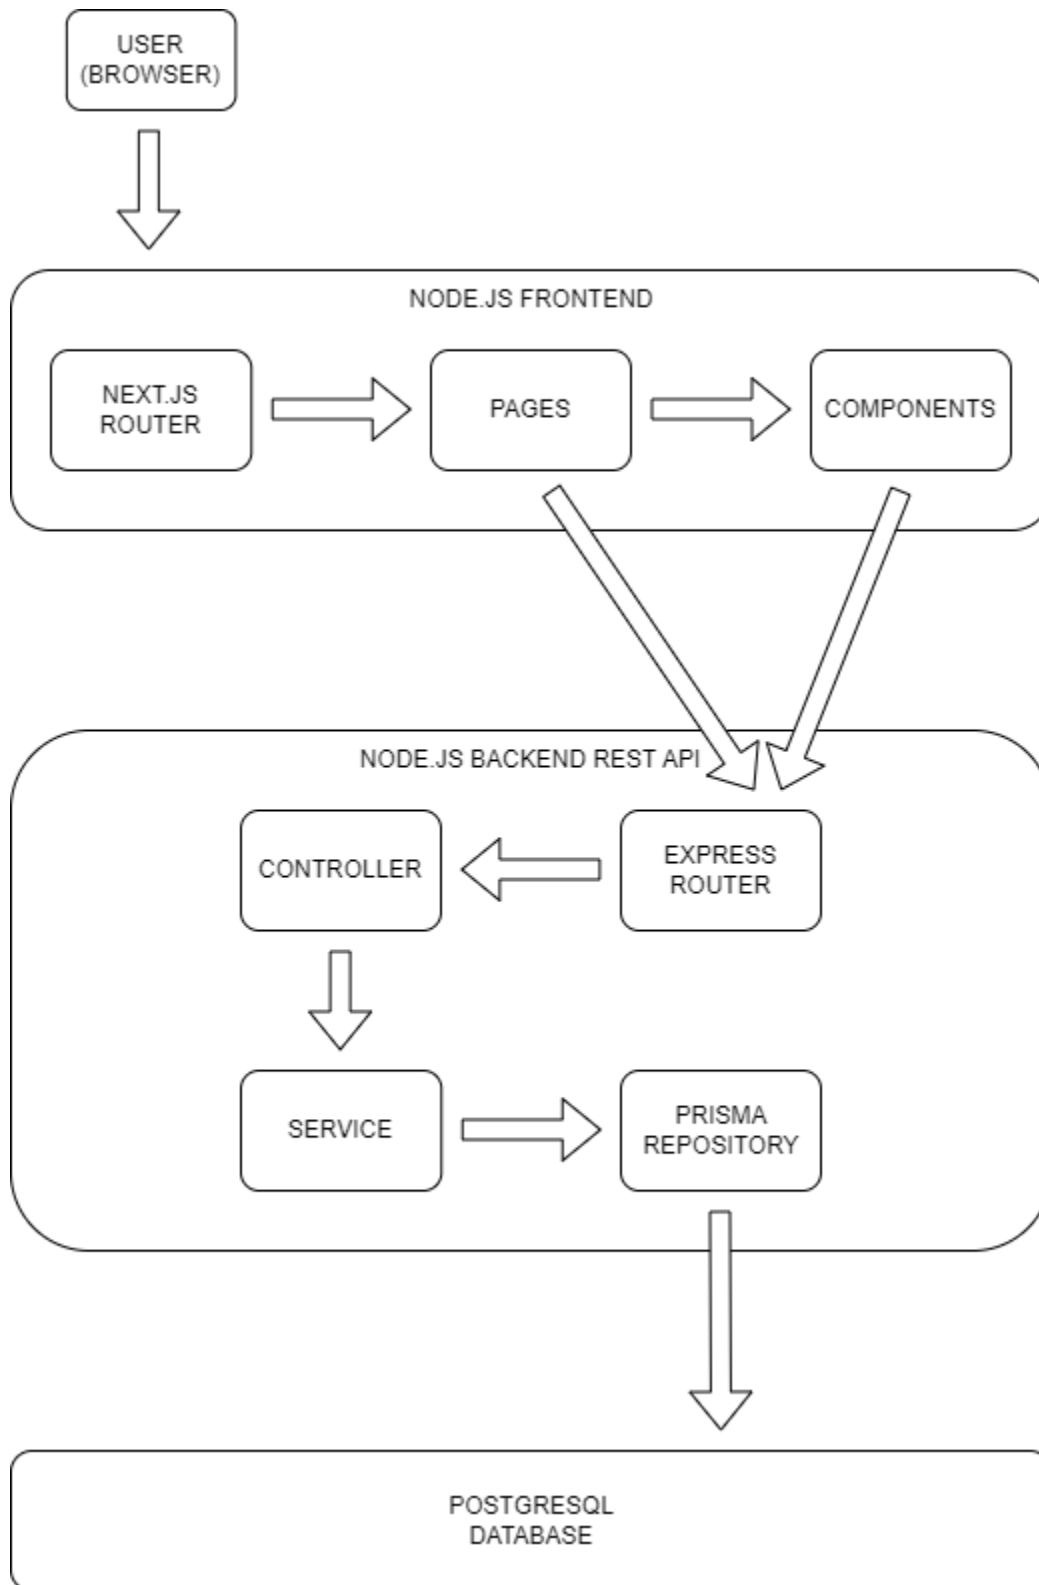 USER
(BROWSER)
NODE.JS FRONTEND
NEXT.JS
ROUTER
PAGES
COMPONENTS
NODE.JS BACKEND REST API
CONTROLLER
EXPRESS
ROUTER
SERVICE
PRISMA
REPOSITORY
POSTGRESQL
DATABASE